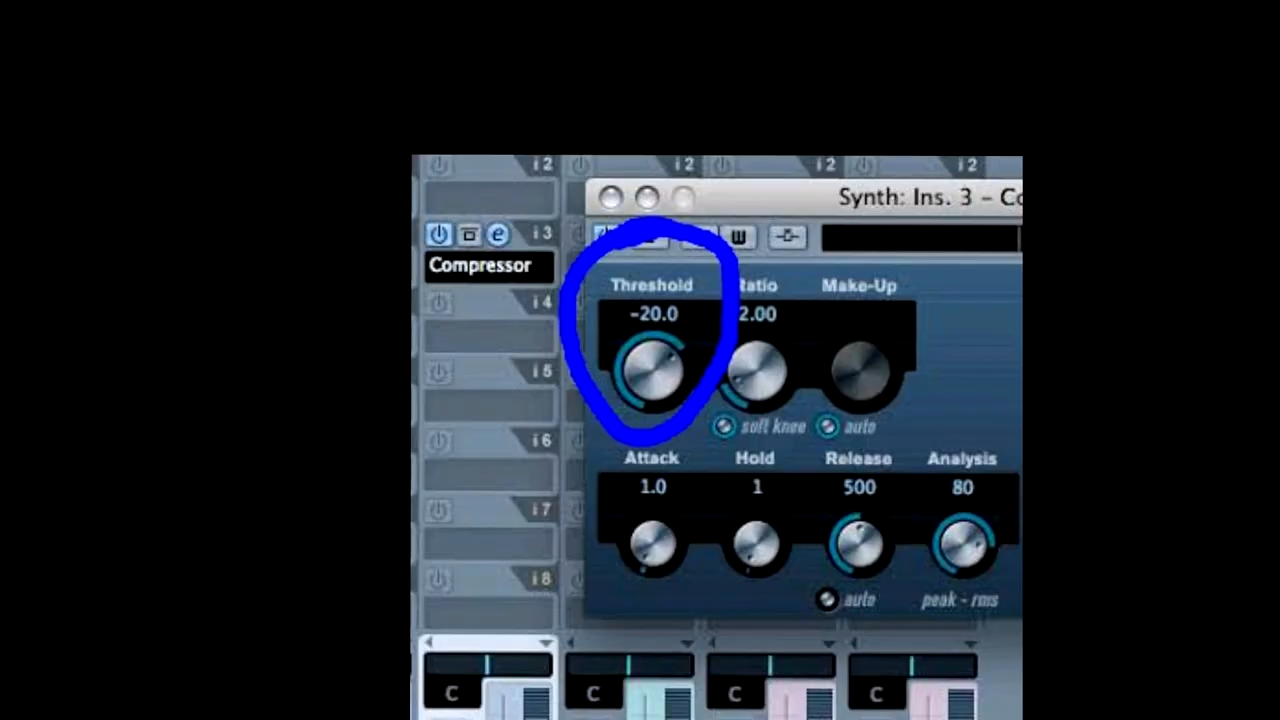 i 2 i 2 i 2 i 2
Synth: Ins. 3 –
e i 3
Compressor
Threshold Ratio Make-Up
-20.0 2.00
i 4
i 5
soft knee auto
i 6
Attack Hold Release Analysis
1.0 1 500 80
i 7
i 8
auto peak - rms
C C C C